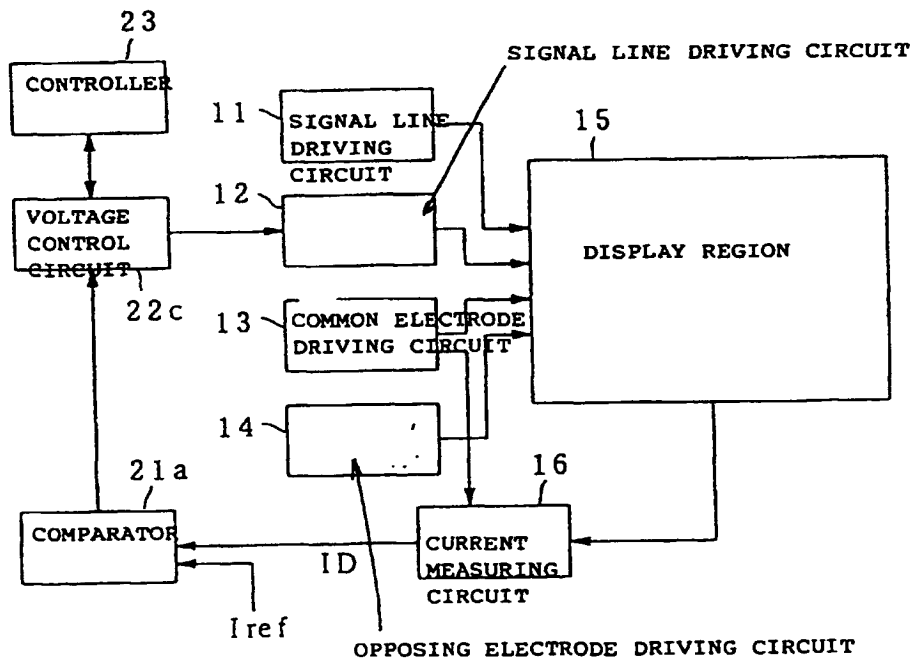 23
SIGNAL LINE DRIVING CIRCUIT
CONTROLLER
11
SIGNAL LINE
DRIVING
CIRCUIT
15
12
VOLTAGE
CONTROL
CIRCUIT
DISPLAY REGION
22c
13
COMMON ELECTRODE
DRIVING CIRCUIT
14
21a
16
COMPARATOR
CURRENT
MEASURING
CIRCUIT
ID
Iref
OPPOSING ELECTRODE DRIVING CIRCUIT